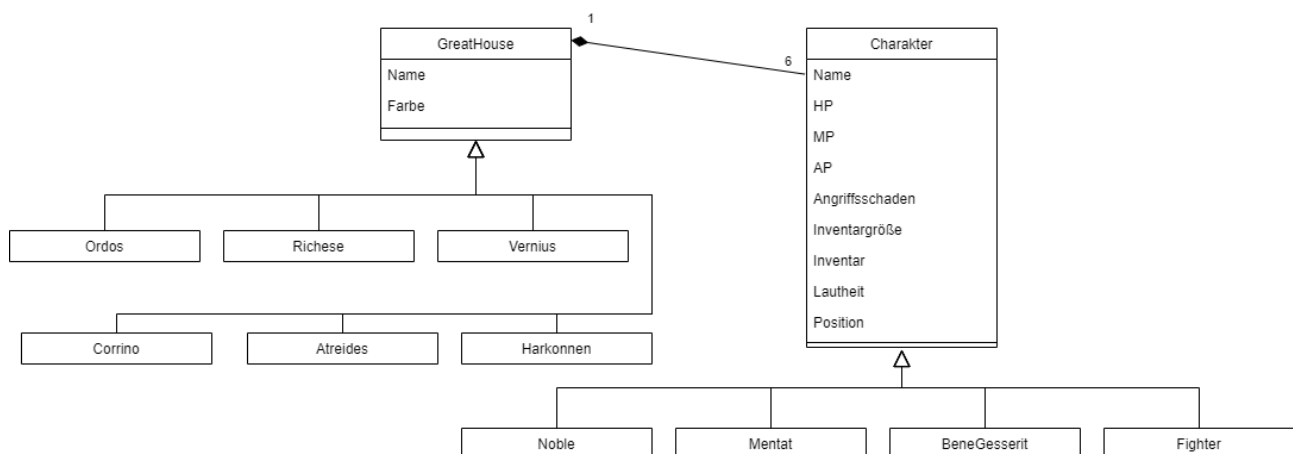 1
GreatHouse
Charakter
6
Name
Farbe
Name
HP
MP
AP
Angriffsschaden
Inventargröße
Inventar
Lautheit
Position
Ordos
Richese
Vernius
Corrino
Atreides
Harkonnen
Noble
Mentat
BeneGesserit
Fighter